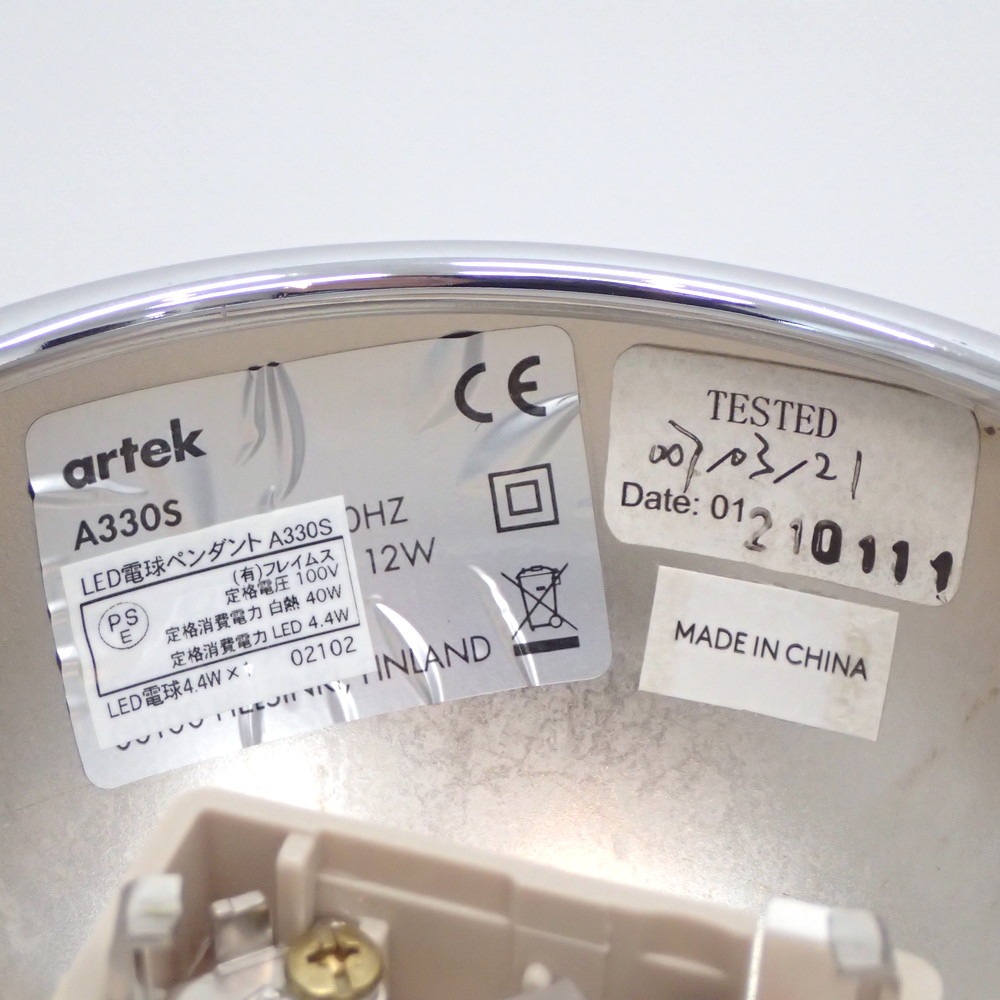 artek
CE
A330S
0HZ
12W
LED電球ペンダント A330S
(有)フレイムス
定格電圧 100V
定格消費電力 白熱 40W
定格消費電力 LED 4.4W
PS
E
LED電球4.4W×1
02102
HELSINKI FINLAND
TESTED
03/21
Date: 01
210111
MADE IN CHINA